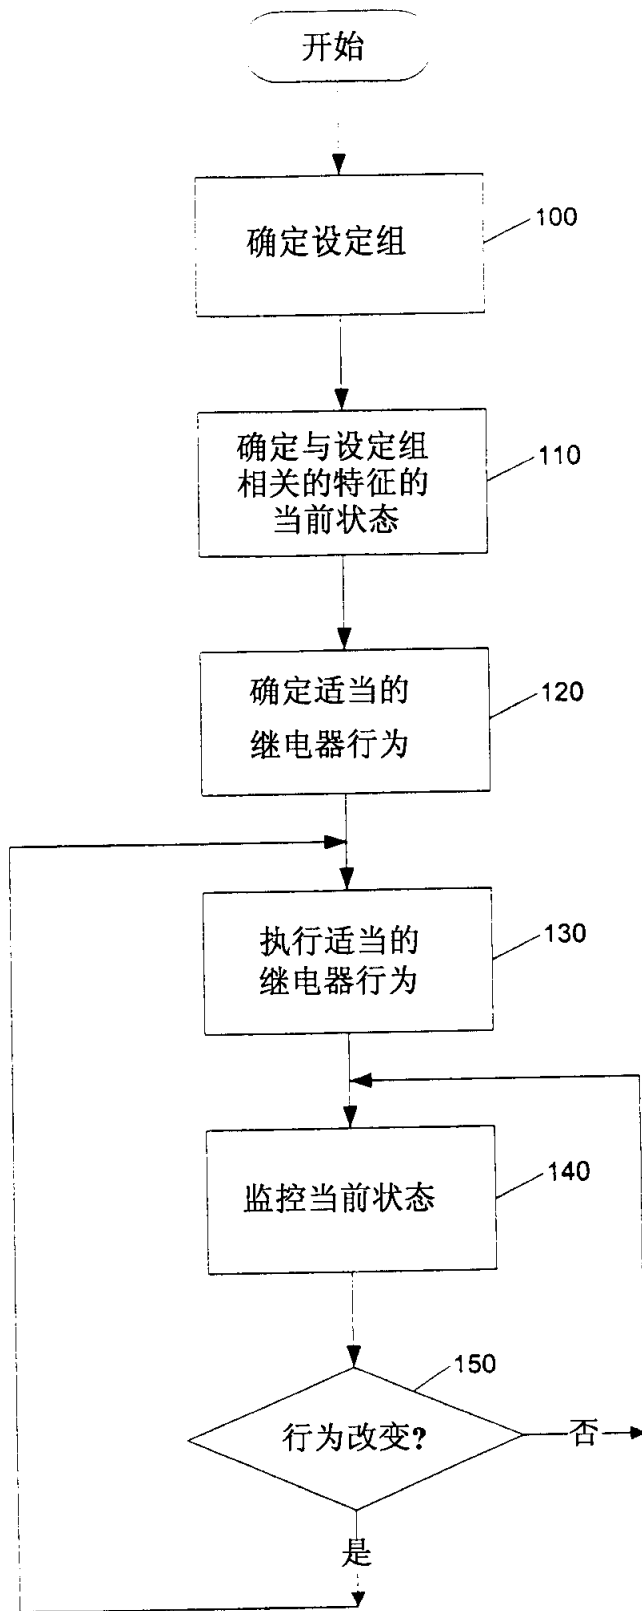 开始
确定设定组
100
确定与设定组
相关的特征的
当前状态
110
确定适当的
继电器行为
120
执行适当的
继电器行为
130
监控当前状态
140
150
行为改变?
否
是